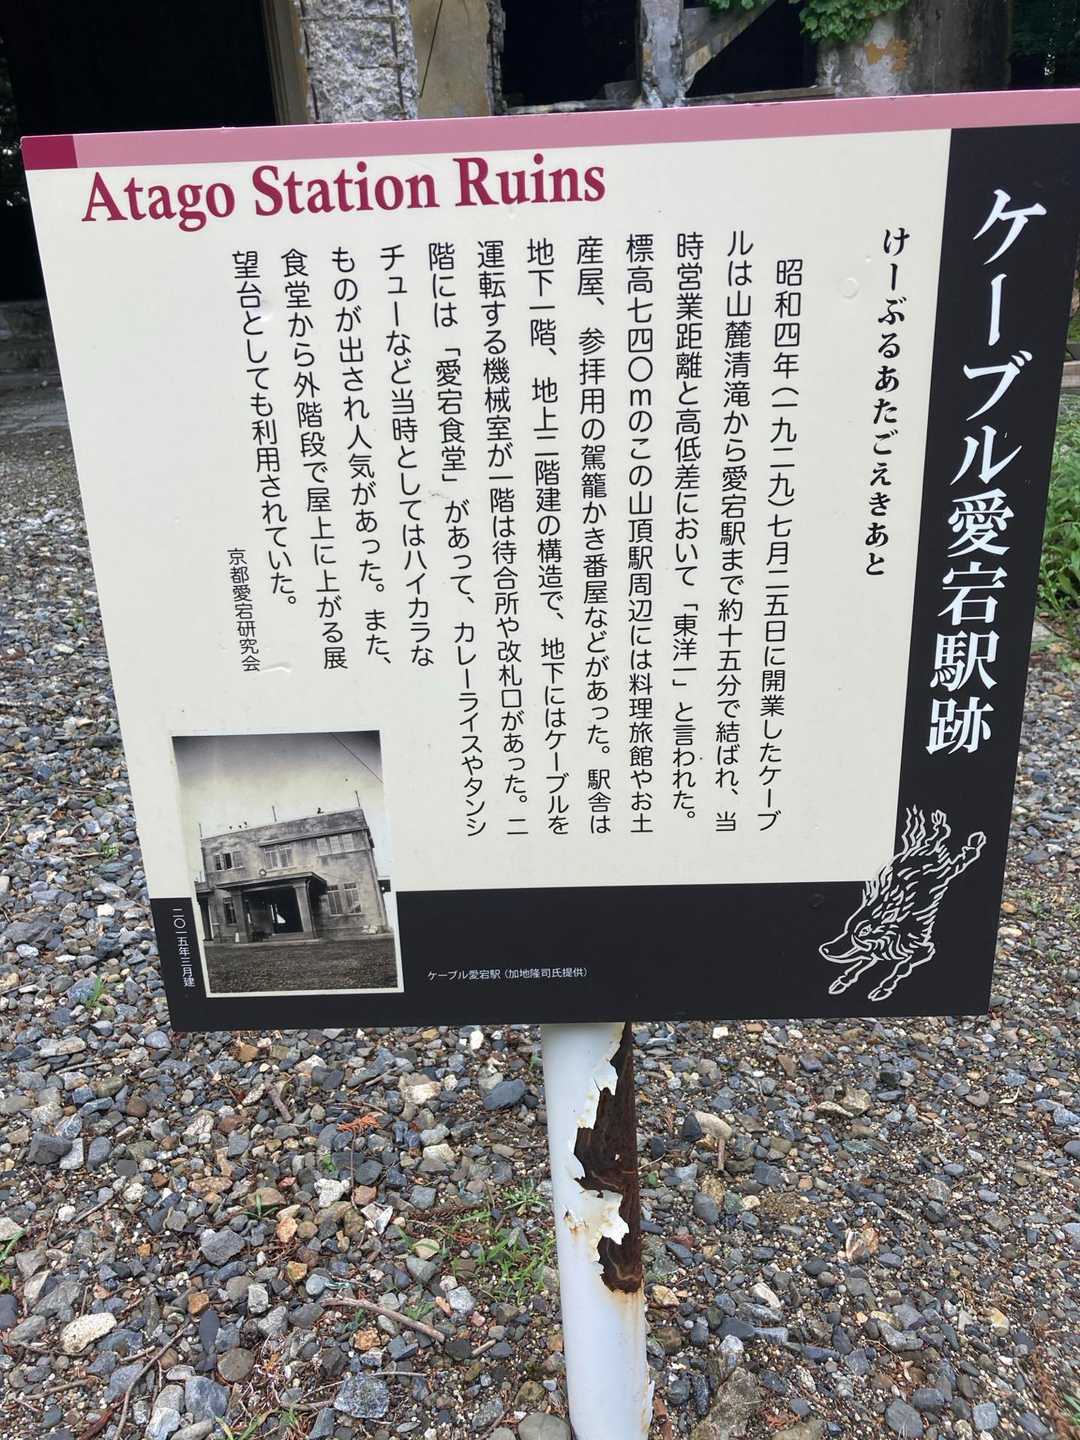 Atago Station Ruins
ケーブル愛宕駅跡
けーぶるあたごえきあと
昭和四年（一九二九）七月二五日に開業したケーブ
ルは山麓清滝から愛宕駅まで約十五分で結ばれ、当
時営業距離と高低差において「東洋一」と言われた。
標高七四〇mのこの山頂駅周辺には料理旅館やお土
産屋、参拝用の駕籠かき番屋などがあった。駅舎は
地下一階、地上二階建の構造で、地下にはケーブルを
運転する機械室が一階は待合所や改札口があった。二
階には「愛宕食堂」があって、カレーライスやタンシ
チューなど当時としてはハイカラな
ものが出され人気があった。また、
食堂から外階段で屋上に上がる展
望台としても利用されていた。
京都愛宕研究会
ケーブル愛宕駅（加地隆司氏提供）
二〇一五年三月建